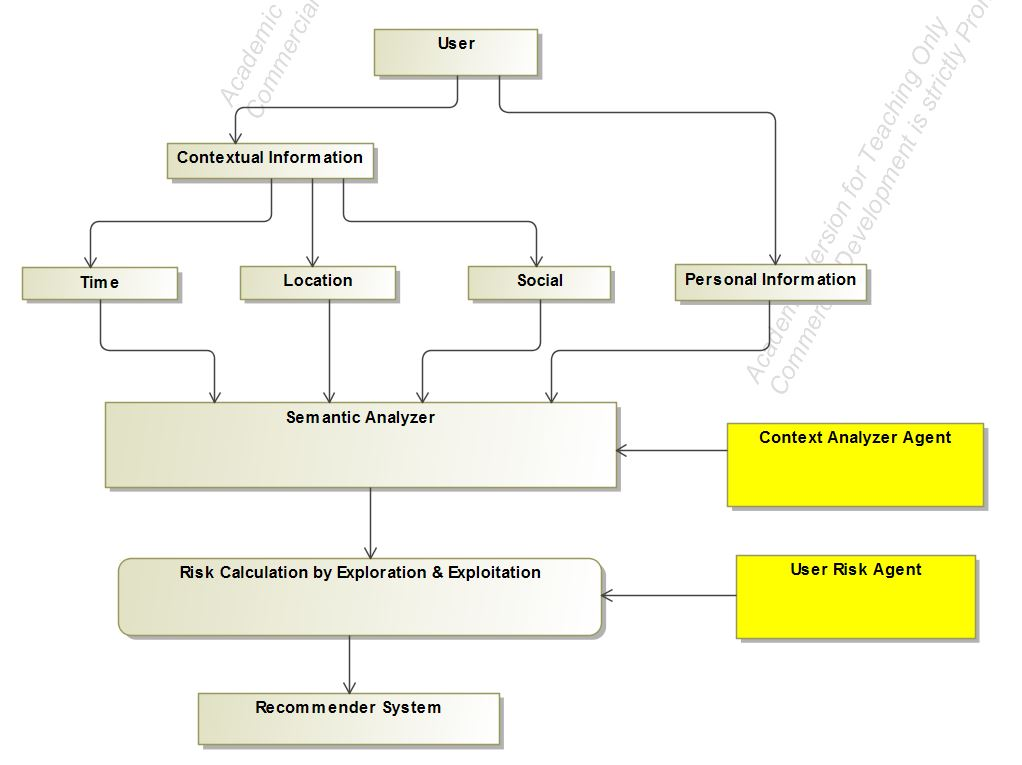 Academic
Commercial
User
Academic Version for Teaching Only
Commercial Development is strictly
Contextual Information
Time
Location
Social
Personal Information
Semantic Analyzer
Context Analyzer Agent
Risk Calculation by Exploration & Exploitation
User Risk Agent
Recommender System